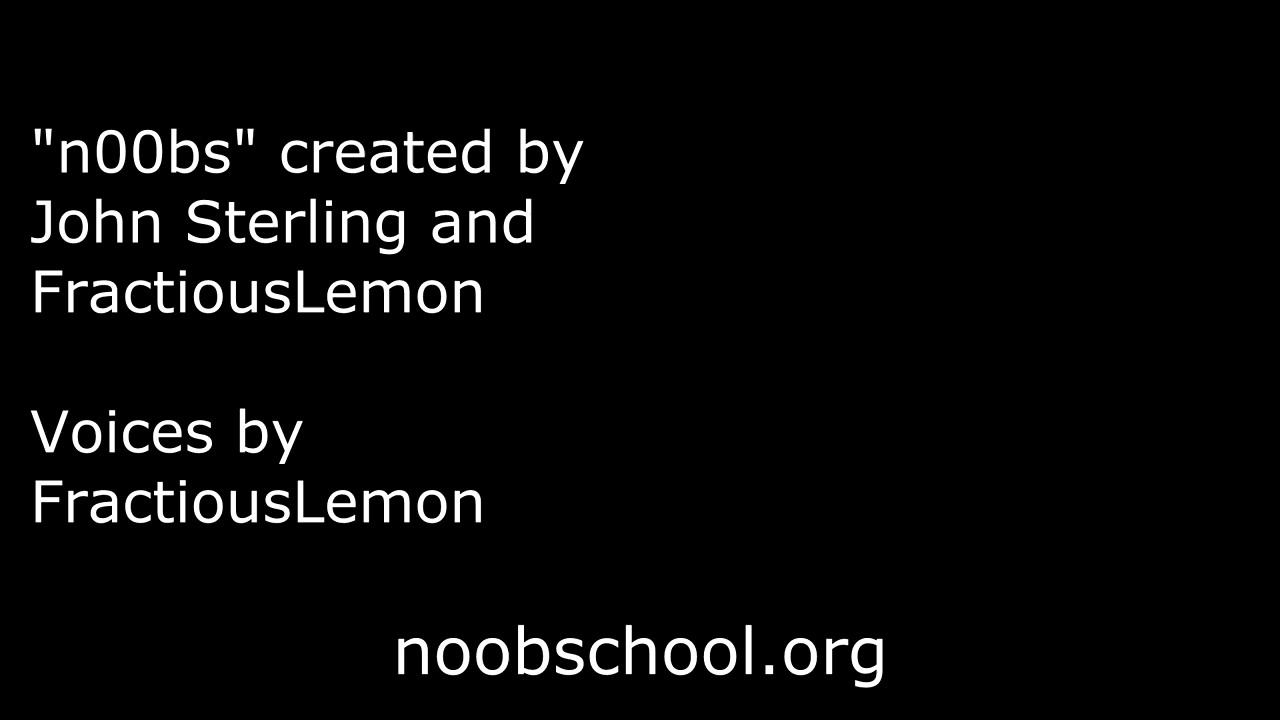 "n00bs" created by
John Sterling and
FractiousLemon
Voices by
FractiousLemon
noobschool.org